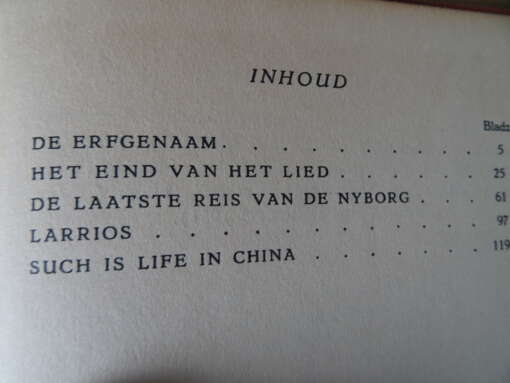 INHOUD
Bladz
DE ERFGENAAM. . . . . . . . . . 5
HET EIND VAN HET LIED . . . . . . 25
DE LAATSTE REIS VAN DE NYBORG . . . 61
LARRIOS . . . . . . . . . . . 97
SUCH IS LIFE IN CHINA . . . . . . . 119